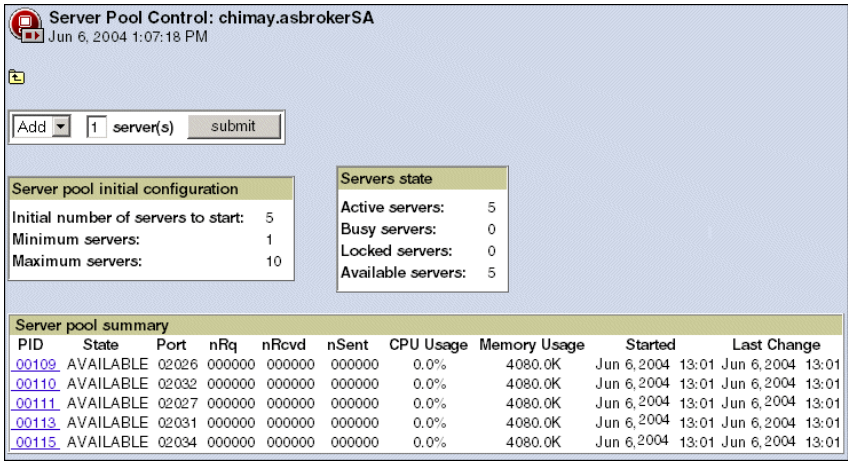 Server Pool Control: chimay.asbrokerSA
Jun 6, 2004 1:07:18 PM
Add 1 server(s) submit
Server pool initial configuration
Initial number of servers to start: 5
Minimum servers: 1
Maximum servers: 10
Servers state
Active servers: 5
Busy servers: 0
Locked servers: 0
Available servers: 5
Server pool summary
PID State Port nRq nRcvd nSent CPU Usage Memory Usage Started Last Change
00109 AVAILABLE 02026 000000 000000 000000 0.0% 4080.0K Jun 6, 2004 13:01 Jun 6, 2004 13:01
00110 AVAILABLE 02032 000000 000000 000000 0.0% 4080.0K Jun 6, 2004 13:01 Jun 6, 2004 13:01
00111 AVAILABLE 02027 000000 000000 000000 0.0% 4080.0K Jun 6, 2004 13:01 Jun 6, 2004 13:01
00113 AVAILABLE 02031 000000 000000 000000 0.0% 4080.0K Jun 6, 2004 13:01 Jun 6, 2004 13:01
00115 AVAILABLE 02034 000000 000000 000000 0.0% 4080.0K Jun 6, 2004 13:01 Jun 6, 2004 13:01